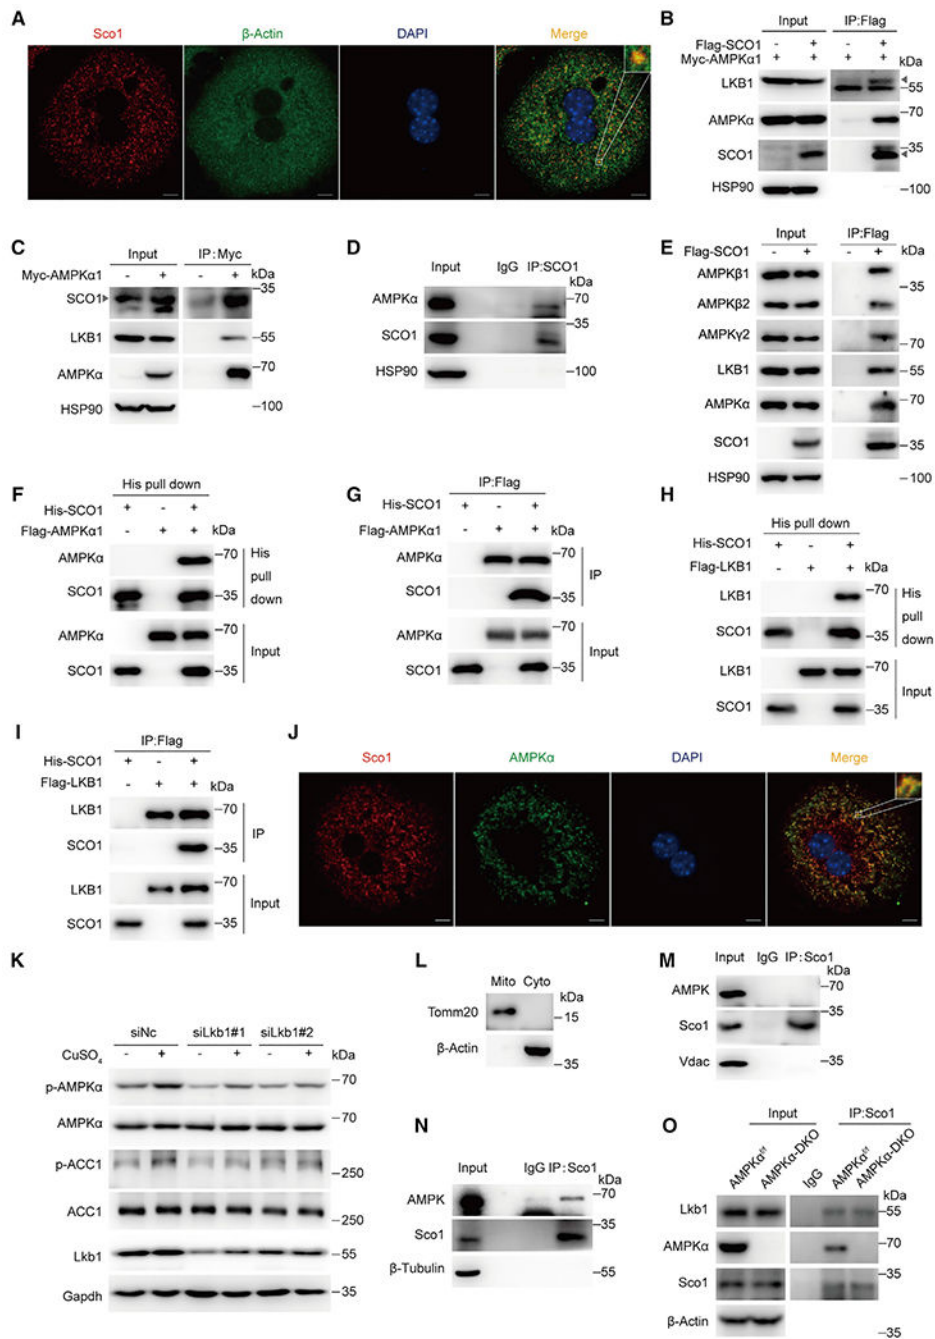 A
Sco1 β-Actin DAPI Merge
B
Input IP:Flag
Flag-SCO1 - + - +
Myc-AMPKα1 + + + + kDa
LKB1 –55
AMPKα –70
SCO1 –35
HSP90 –100
C
Input IP:Myc
Myc-AMPKα1 - + - + kDa
SCO1 –35
LKB1 –55
AMPKα –70
HSP90 –100
D
Input IgG IP:SCO1
kDa
AMPKα –70
SCO1 –35
HSP90 –100
E
Input IP:Flag
Flag-SCO1 - + - + kDa
AMPKβ1 –35
AMPKβ2
AMPKγ2 –70
LKB1 –55
AMPKα –70
SCO1 –35
HSP90 –100
F
His pull down
His-SCO1 + - +
Flag-AMPKα1 - + + kDa
AMPKα –70
SCO1 –35
His pull down
AMPKα –70
SCO1 –35
Input
G
IP:Flag
His-SCO1 + - +
Flag-AMPKα1 - + + kDa
AMPKα –70
SCO1 –35
IP
AMPKα –70
SCO1 –35
Input
H
His pull down
His-SCO1 + - +
Flag-LKB1 - + + kDa
LKB1 –70
SCO1 –35
His pull down
LKB1 –70
SCO1 –35
Input
I
IP:Flag
His-SCO1 + - +
Flag-LKB1 - + + kDa
LKB1 –70
SCO1 –35
IP
LKB1 –70
SCO1 –35
Input
J
Sco1 AMPKα DAPI Merge
K
siNc siLkb1#1 siLkb1#2
CuSO₄ - + - + - + kDa
p-AMPKα –70
AMPKα –70
p-ACC1 –250
ACC1 –250
Lkb1 –55
Gapdh –35
L
Mito Cyto
kDa
Tomm20 –15
β-Actin –35
M
Input IgG IP:Sco1
kDa
AMPK –70
Sco1 –35
Vdac –35
N
Input IgG IP:Sco1
kDa
AMPK –70
Sco1 –35
β-Tubulin –55
O
Input IP:Sco1
AMPKα^f/f AMPKα-DKO IgG AMPKα^f/f AMPKα-DKO
kDa
Lkb1 –55
AMPKα –70
Sco1 –35
β-Actin –35